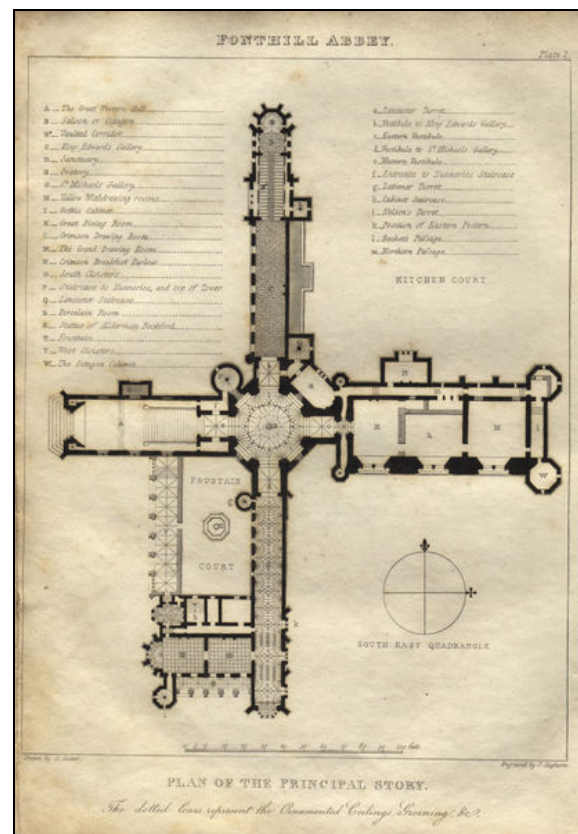 FONTHILL ABBEY.
Plate 2.
A The Great Western Hall
B Saloon or Octagon
Vaulted Corridor
King Edwards Gallery
D Sanctuary
E Oratory
G St Michaels Gallery
Yellow Withdrawing rooms
I Gothic Cabinet
K Great Dining Room
L Crimson Drawing Room
M The Grand Drawing Room
N Crimson Breakfast Parlour
O South Cloisters
P Staircase to Nunneries, and top of Tower
Q Lancaster Staircase
Porcelain Room
Statue of Alderman Beckford
Fountain
V West Cloisters
W The Octagon Cabinet
a Lancaster Turret
b Vestibule to King Edwards Gallery
c Eastern Vestibule
d Vestibule to St Michaels Gallery
e Western Vestibule
f Entrance to Nunneries Staircase
g Latimer Turret
h Cabinet Staircase
i Nelson's Turret
k Postern of Eastern Postern
l Beckets Passage
m Northern Passage
KITCHEN COURT
FOUNTAIN
COURT
SOUTH EAST QUADRANGLE
PLAN OF THE PRINCIPAL STORY.
The dotted lines represent the Ornamented Ceilings, Groining &c.